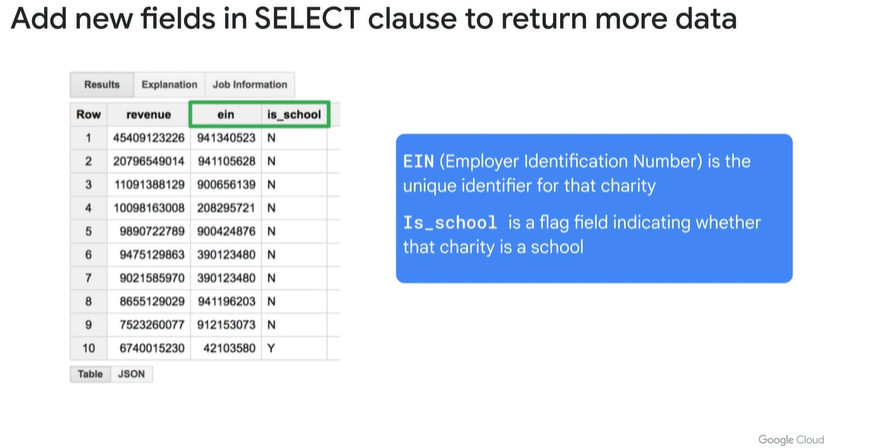 Add new fields in SELECT clause to return more data
Results Explanation Job Information
Row revenue ein is_school
1 45409123226 941340523 N
2 20796549014 941105628 N
3 11091388129 900656139 N
4 10098163008 208295721 N
5 9890722789 900424876 N
6 9475129863 390123480 N
7 9021585970 390123480 N
8 8655129029 941196203 N
9 7523260077 912153073 N
10 6740015230 42103580 Y
Table JSON
EIN (Employer Identification Number) is the
unique identifier for that charity
Is_school is a flag field indicating whether
that charity is a school
Google Cloud